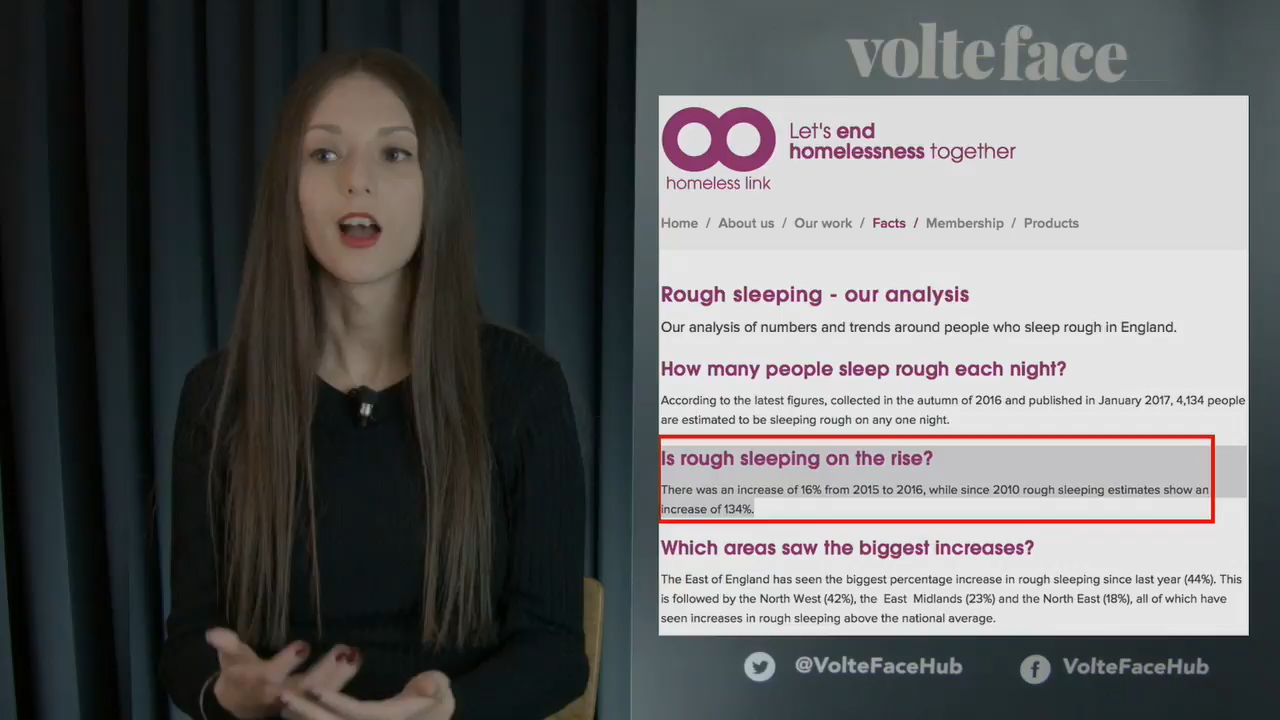 volteface
Let's end
homelessness together
homeless link
Home / About us / Our work / Facts / Membership / Products
Rough sleeping - our analysis
Our analysis of numbers and trends around people who sleep rough in England.
How many people sleep rough each night?
According to the latest figures, collected in the autumn of 2016 and published in January 2017, 4,134 people
are estimated to be sleeping rough on any one night.
Is rough sleeping on the rise?
There was an increase of 16% from 2015 to 2016, while since 2010 rough sleeping estimates show an
increase of 134%.
Which areas saw the biggest increases?
The East of England has seen the biggest percentage increase in rough sleeping since last year (44%). This
is followed by the North West (42%), the East Midlands (23%) and the North East (18%), all of which have
seen increases in rough sleeping above the national average.
@VolteFaceHub
VolteFaceHub